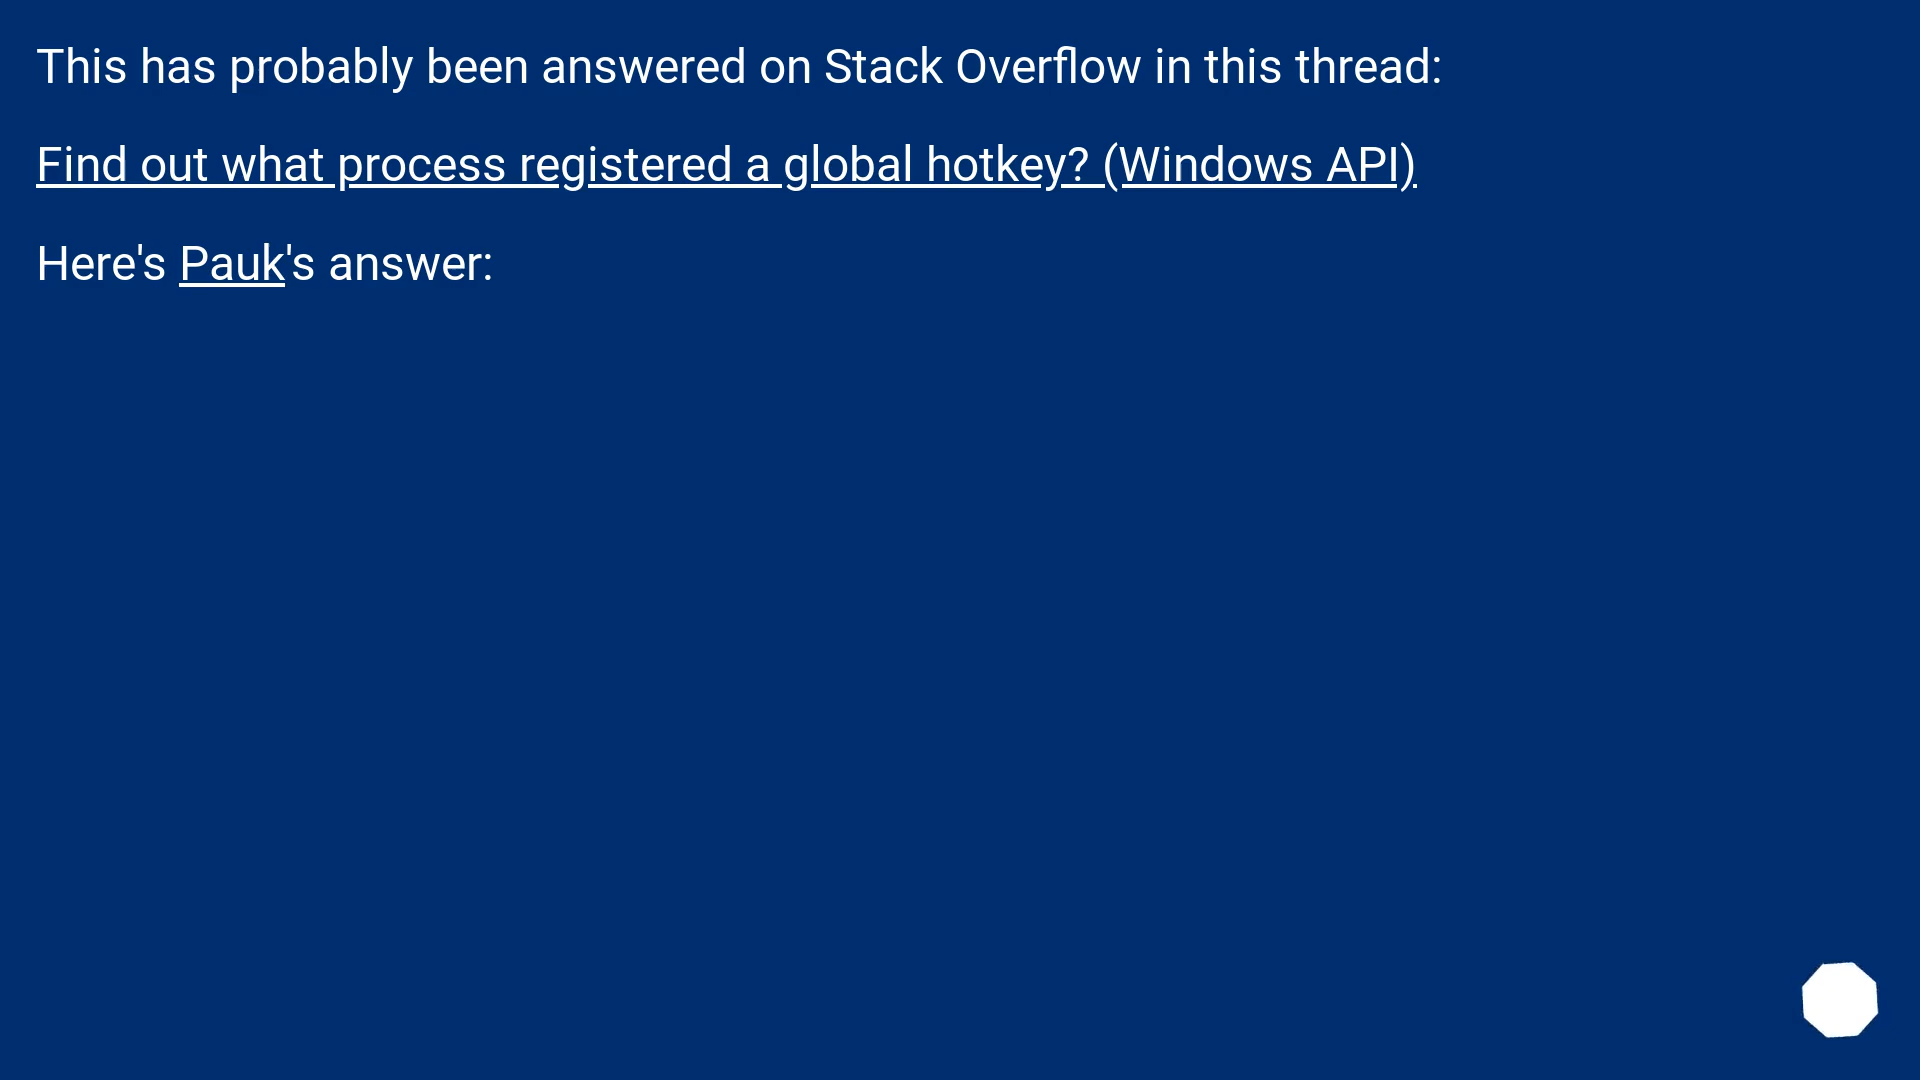 This has probably been answered on Stack Overflow in this thread:
Find out what process registered a global hotkey? (Windows API)
Here's Pauk's answer: